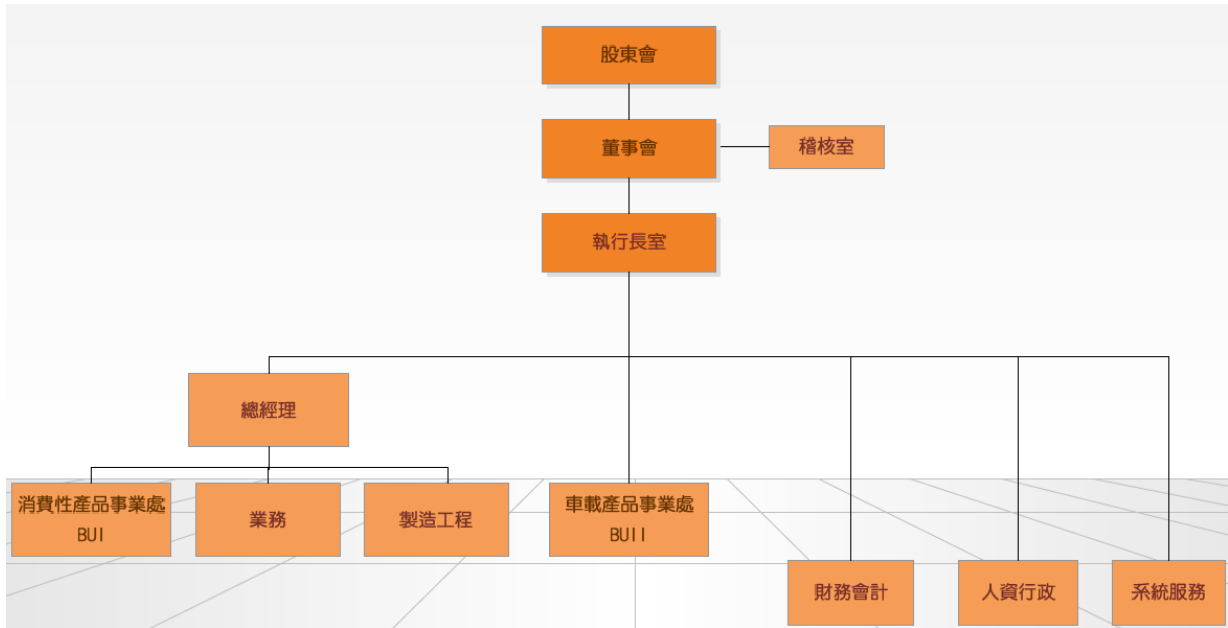 股東會
董事會
稽核室
執行長室
總經理
消費性產品事業處
BUI
業務
製造工程
車載產品事業處
BUII
財務會計
人資行政
系統服務